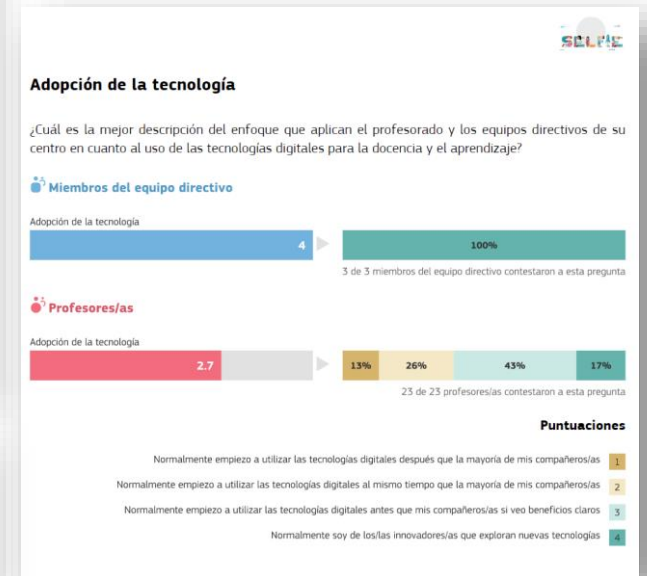 SELFIE
Adopción de la tecnología
¿Cuál es la mejor descripción del enfoque que aplican el profesorado y los equipos directivos de su
centro en cuanto al uso de las tecnologías digitales para la docencia y el aprendizaje?
Miembros del equipo directivo
Adopción de la tecnología
4
100%
3 de 3 miembros del equipo directivo contestaron a esta pregunta
Profesores/as
Adopción de la tecnología
2.7
13% 26% 43% 17%
23 de 23 profesores/as contestaron a esta pregunta
Puntuaciones
Normalmente empiezo a utilizar las tecnologías digitales después que la mayoría de mis compañeros/as 1
Normalmente empiezo a utilizar las tecnologías digitales al mismo tiempo que la mayoría de mis compañeros/as 2
Normalmente empiezo a utilizar las tecnologías digitales antes que mis compañeros/as si veo beneficios claros 3
Normalmente soy de los/las innovadores/as que exploran nuevas tecnologías 4